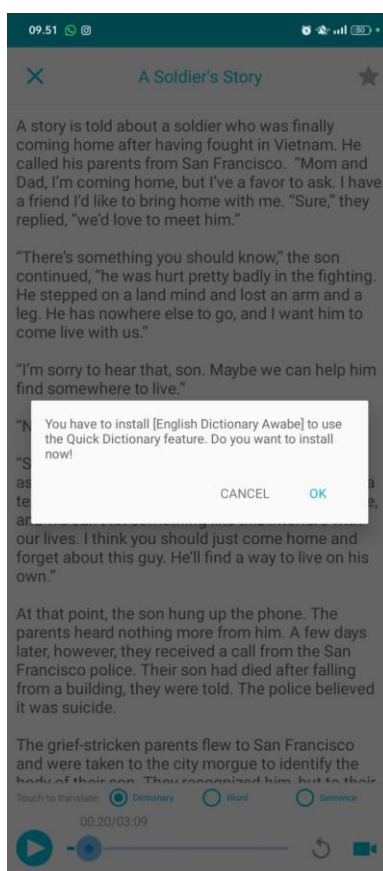 09.51
30
A Soldier's Story
A story is told about a soldier who was finally
coming home after having fought in Vietnam. He
called his parents from San Francisco. “Mom and
Dad, I’m coming home, but I’ve a favor to ask. I have
a friend I’d like to bring home with me. “Sure,” they
replied, “we’d love to meet him.”
“There’s something you should know,” the son
continued, “he was hurt pretty badly in the fighting.
He stepped on a land mind and lost an arm and a
leg. He has nowhere else to go, and I want him to
come live with us.”
“I’m sorry to hear that, son. Maybe we can help him
find somewhere to live.”
You have to install [English Dictionary Awabe] to use
the Quick Dictionary feature. Do you want to install
now!
CANCEL OK
our lives. I think you should just come home and
forget about this guy. He’ll find a way to live on his
own.”
At that point, the son hung up the phone. The
parents heard nothing more from him. A few days
later, however, they received a call from the San
Francisco police. Their son had died after falling
from a building, they were told. The police believed
it was suicide.
The grief-stricken parents flew to San Francisco
and were taken to the city morgue to identify the
body of their son. They recognized him, but to their
Touch to translate: Dictionary Word Sentence
00:20/03:09